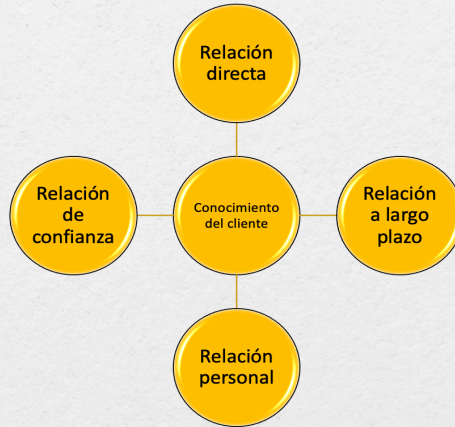 Relación
directa
Relación
de
confianza
Conocimiento
del cliente
Relación
a largo
plazo
Relación
personal